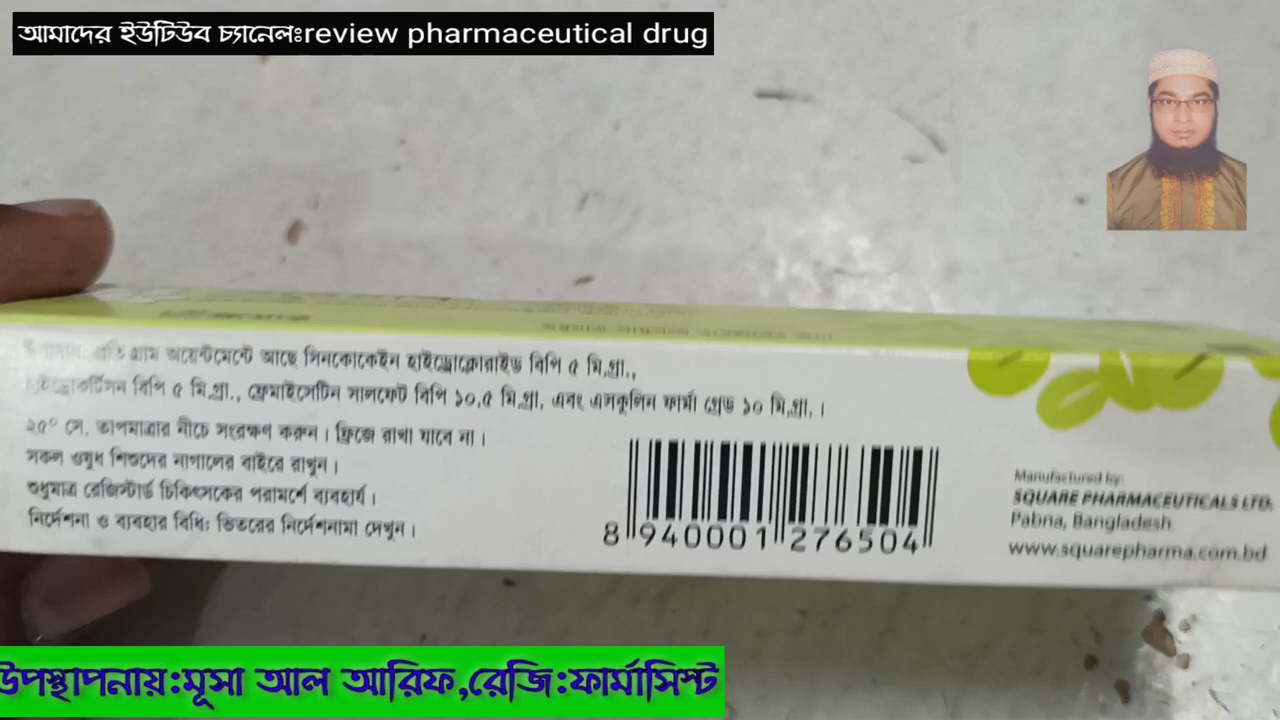 আমাদের ইউটিউব চ্যানেলঃreview pharmaceutical drug
প্রতি গ্রাম অয়েন্টমেন্টে আছে সিনকোকেইন হাইড্রোক্লোরাইড বিপি ৫ মি.গ্রা.,
হাইড্রোকর্টিসন বিপি ৫ মি.গ্রা., ফ্রেমাইসেটিন সালফেট বিপি ১০.৫ মি.গ্রা. এবং এসকুলিন ফার্মা গ্রেড ১০ মি.গ্রা.।
২৫° সে. তাপমাত্রার নীচে সংরক্ষণ করুন। ফ্রিজে রাখা যাবে না।
সকল ওষুধ শিশুদের নাগালের বাইরে রাখুন।
শুধুমাত্র রেজিস্টার্ড চিকিৎসকের পরামর্শে ব্যবহার্য।
নির্দেশনা ও ব্যবহার বিধি: ভিতরের নির্দেশনামা দেখুন।
8 940001 276504
Manufactured by:
SQUARE PHARMACEUTICALS LTD.
Pabna, Bangladesh
www.squarepharma.com.bd
উপস্থাপনায়:মূসা আল আরিফ,রেজি:ফার্মাসিস্ট